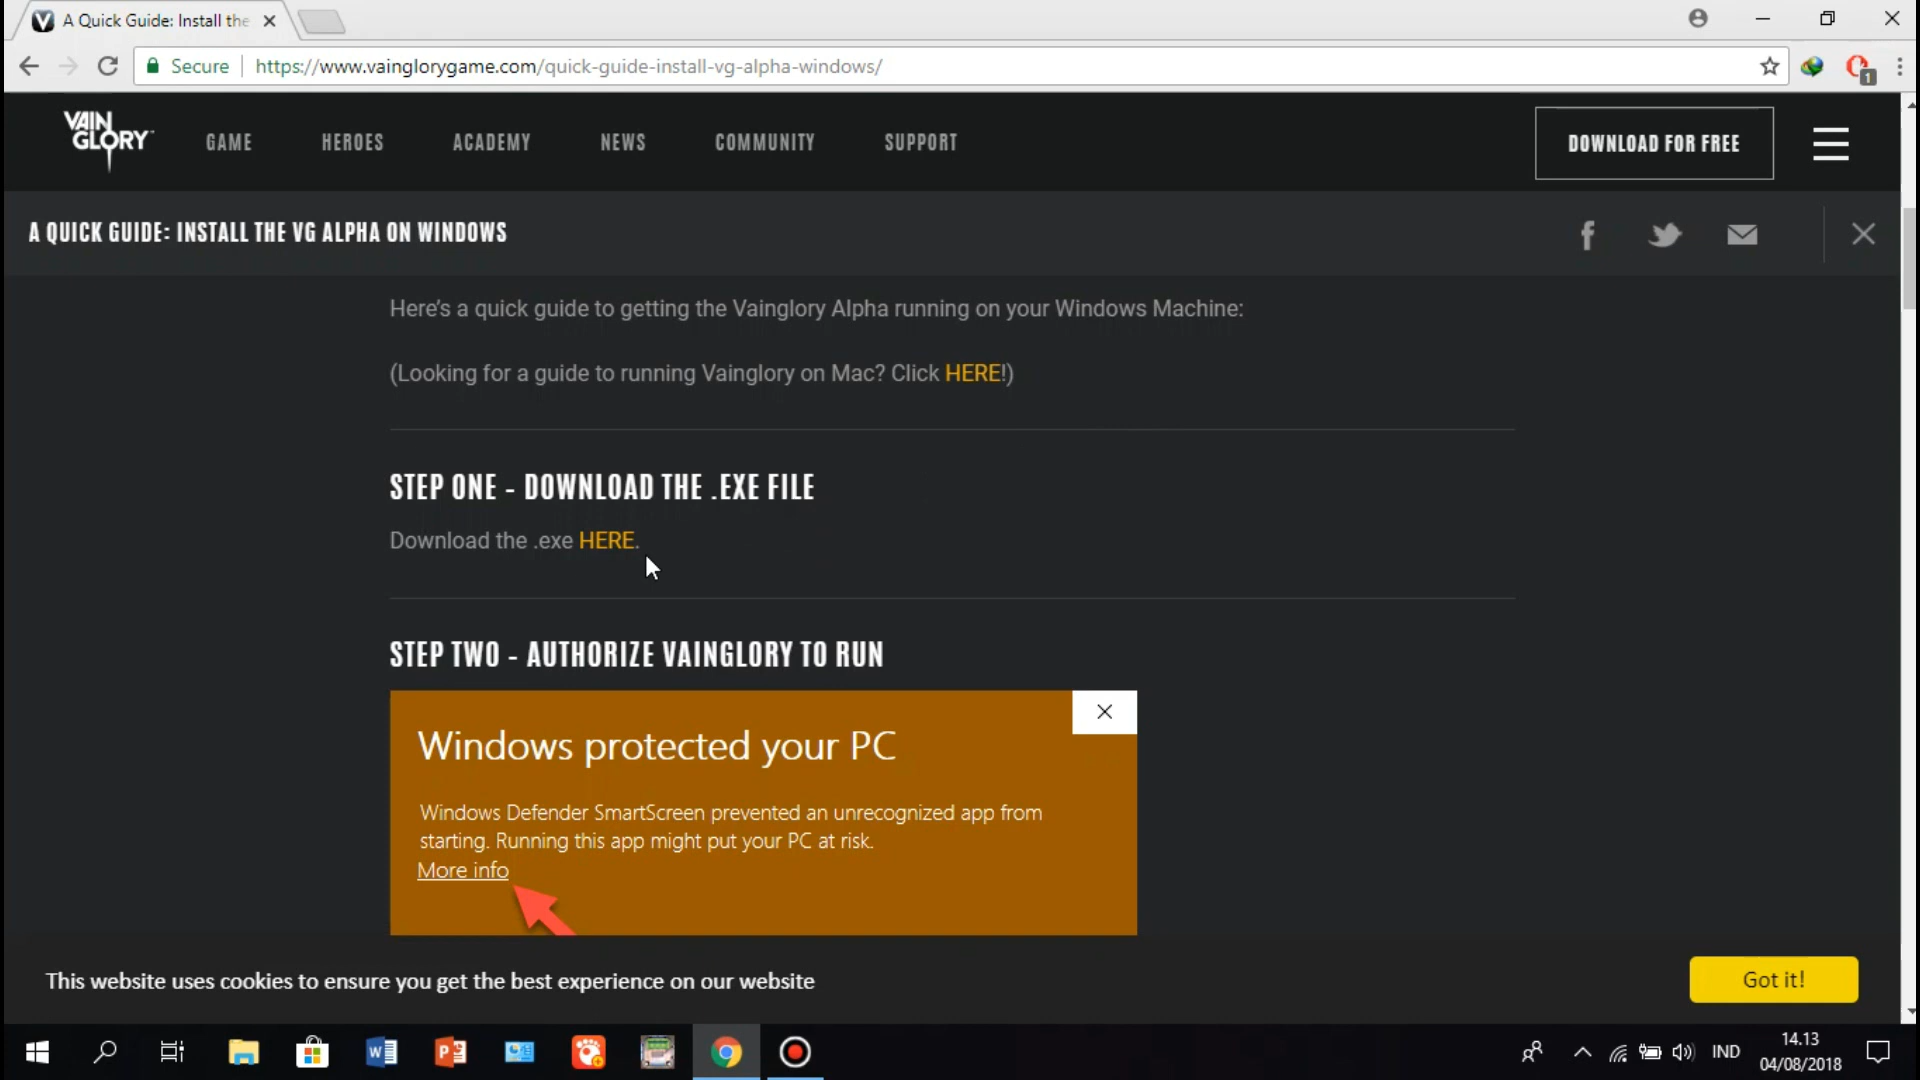 A Quick Guide: Install the
Secure
https://www.vainglorygame.com/quick-guide-install-vg-alpha-windows/
1
VAIN
GLORY
GAME
HEROES
ACADEMY
NEWS
COMMUNITY
SUPPORT
DOWNLOAD FOR FREE
A QUICK GUIDE: INSTALL THE VG ALPHA ON WINDOWS
Here's a quick guide to getting the Vainglory Alpha running on your Windows Machine:
(Looking for a guide to running Vainglory on Mac? Click HERE!)
STEP ONE - DOWNLOAD THE .EXE FILE
Download the .exe HERE.
STEP TWO - AUTHORIZE VAINGLORY TO RUN
Windows protected your PC
Windows Defender SmartScreen prevented an unrecognized app from
starting. Running this app might put your PC at risk.
More info
This website uses cookies to ensure you get the best experience on our website
Got it!
IND
14.13
04/08/2018